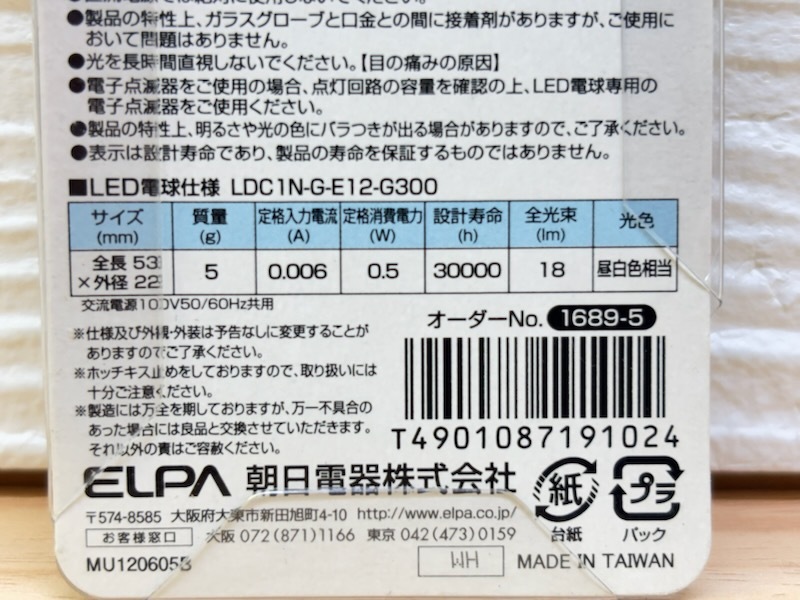 ●製品の特性上、ガラスグローブと口金との間に接着剤がありますが、ご使用に
おいて問題はありません。
●光を長時間直視しないでください。【目の痛みの原因】
●電子点滅器をご使用の場合、点灯回路の容量を確認の上、LED電球専用の
電子点滅器をご使用ください。
●製品の特性上、明るさや光の色にバラつきが出る場合がありますので、ご了承ください。
●表示は設計寿命であり、製品の寿命を保証するものではありません。
■LED電球仕様 LDC1N-G-E12-G300
サイズ (mm) 質量 (g) 定格入力電流 (A) 定格消費電力 (W) 設計寿命 (h) 全光束 (lm) 光色
全長 53 ×外径 22 5 0.006 0.5 30000 18 昼白色相当
交流電源100V50/60Hz共用
※仕様及び外観・外装は予告なしに変更することが
ありますのでご了承ください。
※ホッチキス止めをしておりますので、取り扱いには
十分ご注意ください。
※製造には万全を期しておりますが、万一不具合の
あった場合には良品と交換させていただきます。
それ以外の責はご容赦ください。
オーダーNo. 1689-5
T4901087191024
ELPA 朝日電器株式会社
〒574-8585 大阪府大東市新田旭町4-10 http://www.elpa.co.jp/
お客様窓口 大阪 072(871)1166 東京 042(473)0159
紙 台紙
プラ パック
MU120605B
WH
MADE IN TAIWAN